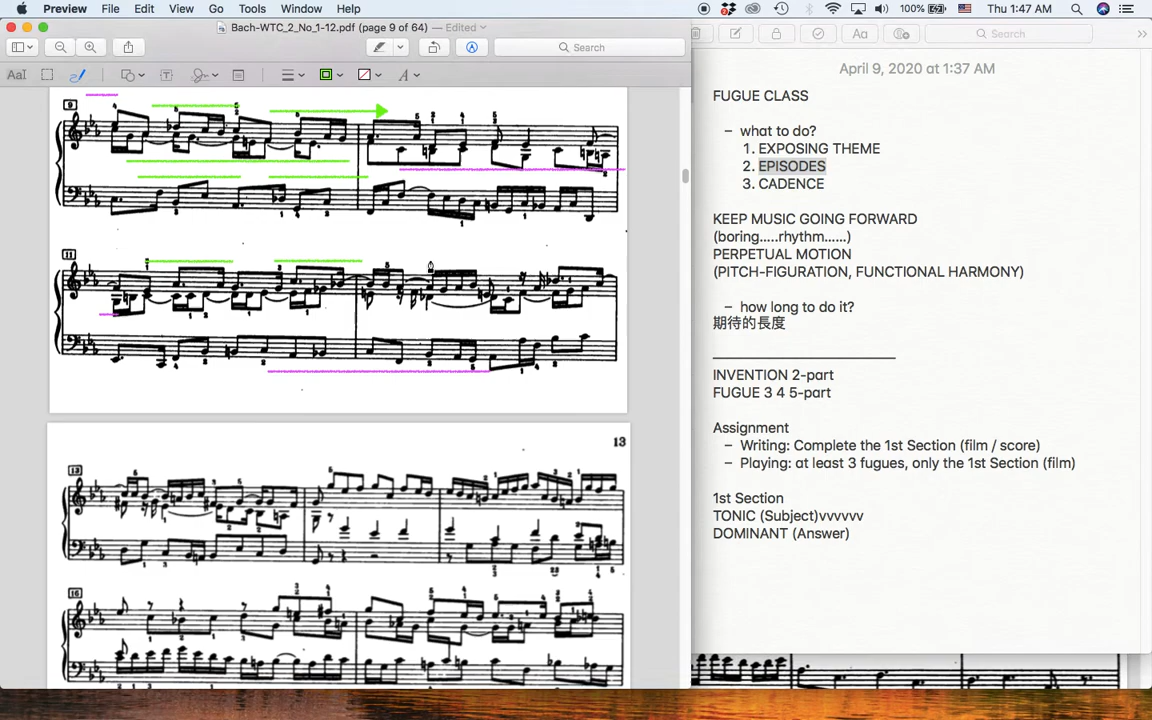 Preview File Edit View Go Tools Window Help
100% Thu 1:47 AM
Bach-WTC_2_No_1-12.pdf (page 9 of 64) — Edited
Search
Aa
Search
AaI
A
April 9, 2020 at 1:37 AM
FUGUE CLASS
– what to do?
1. EXPOSING THEME
2. EPISODES
3. CADENCE
KEEP MUSIC GOING FORWARD
(boring.....rhythm......)
PERPETUAL MOTION
(PITCH-FIGURATION, FUNCTIONAL HARMONY)
– how long to do it?
期待的長度
INVENTION 2-part
FUGUE 3 4 5-part
Assignment
– Writing: Complete the 1st Section (film / score)
– Playing: at least 3 fugues, only the 1st Section (film)
1st Section
TONIC (Subject)vvvvvv
DOMINANT (Answer)
9
11
13
13
16